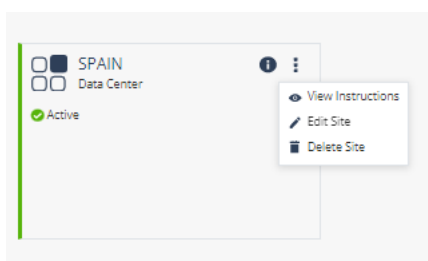 SPAIN
Data Center
Active
View Instructions
Edit Site
Delete Site